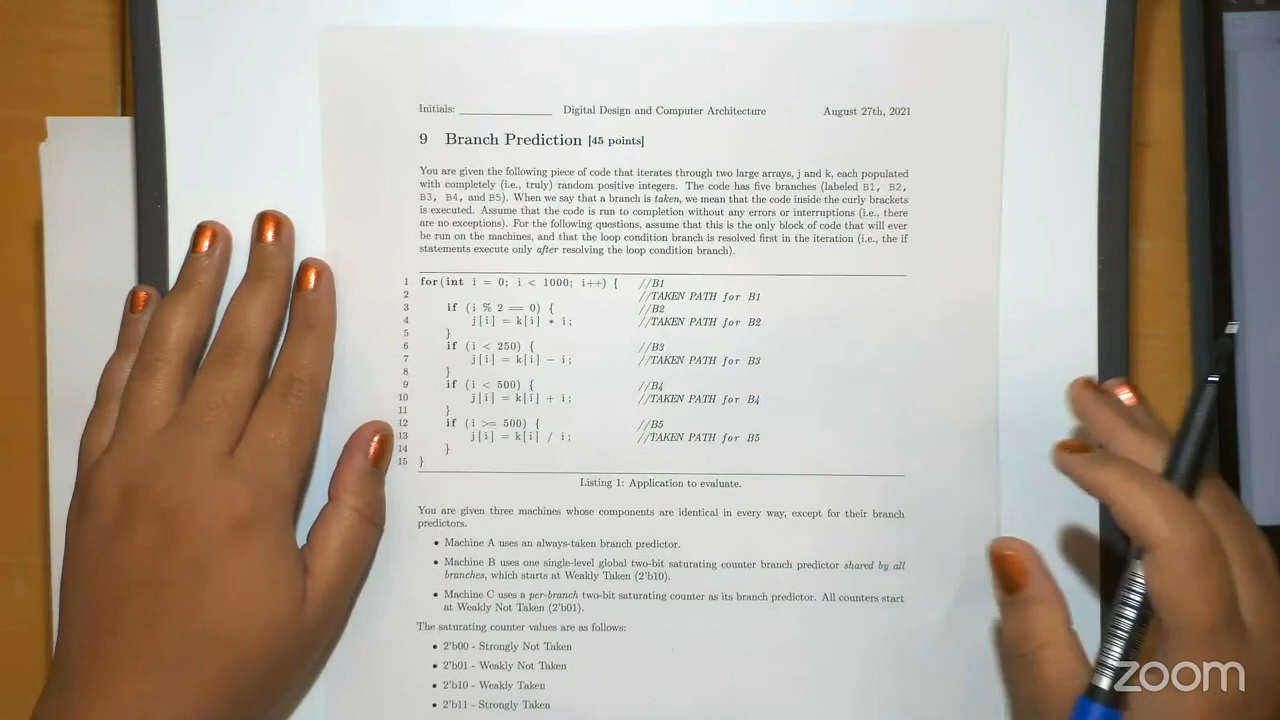 Initials: ____________ Digital Design and Computer Architecture August 27th, 2021
9 Branch Prediction [45 points]
You are given the following piece of code that iterates through two large arrays, j and k, each populated
with completely (i.e., truly) random positive integers. The code has five branches (labeled B1, B2,
B3, B4, and B5). When we say that a branch is taken, we mean that the code inside the curly brackets
is executed. Assume that the code is run to completion without any errors or interruptions (i.e., there
are no exceptions). For the following questions, assume that this is the only block of code that will ever
be run on the machines, and that the loop condition branch is resolved first in the iteration (i.e., the if
statements execute only after resolving the loop condition branch).
1 for(int i = 0; i < 1000; i++) { //B1
2 //TAKEN PATH for B1
3 if (i % 2 == 0) { //B2
4 j[i] = k[i] * i; //TAKEN PATH for B2
5 }
6 if (i < 250) { //B3
7 j[i] = k[i] - i; //TAKEN PATH for B3
8 }
9 if (i < 500) { //B4
10 j[i] = k[i] + i; //TAKEN PATH for B4
11 }
12 if (i >= 500) { //B5
13 j[i] = k[i] / i; //TAKEN PATH for B5
14 }
15 }
Listing 1: Application to evaluate.
You are given three machines whose components are identical in every way, except for their branch
predictors.
• Machine A uses an always-taken branch predictor.
• Machine B uses one single-level global two-bit saturating counter branch predictor shared by all
branches, which starts at Weakly Taken (2'b10).
• Machine C uses a per-branch two-bit saturating counter as its branch predictor. All counters start
at Weakly Not Taken (2'b01).
The saturating counter values are as follows:
• 2'b00 - Strongly Not Taken
• 2'b01 - Weakly Not Taken
• 2'b10 - Weakly Taken
• 2'b11 - Strongly Taken
zoom